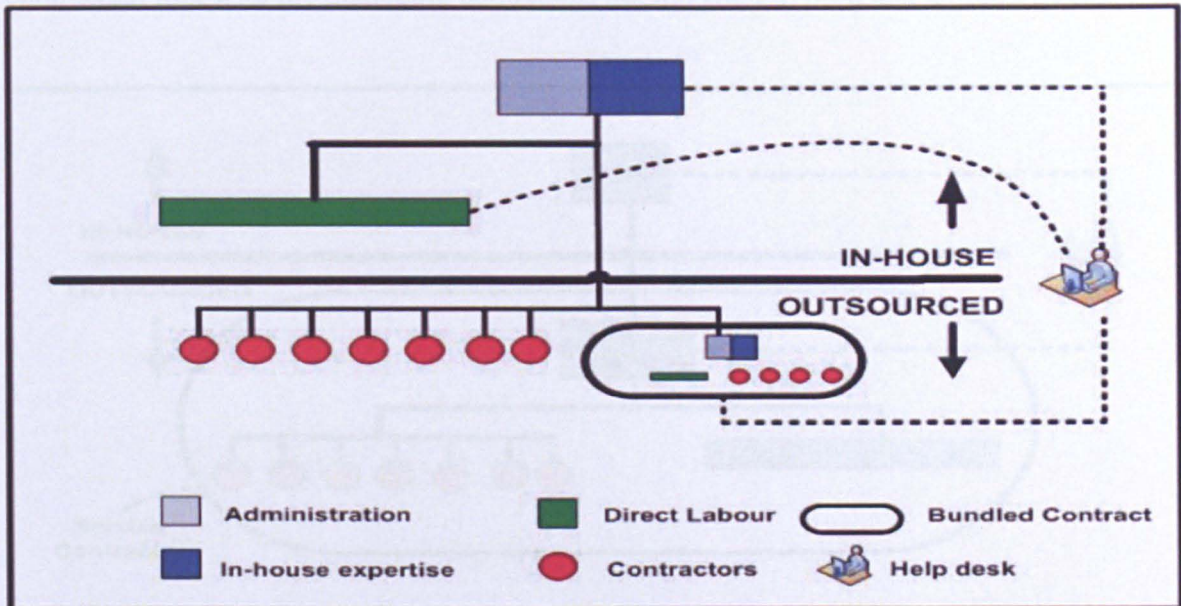 IN-HOUSE
OUTSOURCED
Administration
Direct Labour
Bundled Contract
In-house expertise
Contractors
Help desk